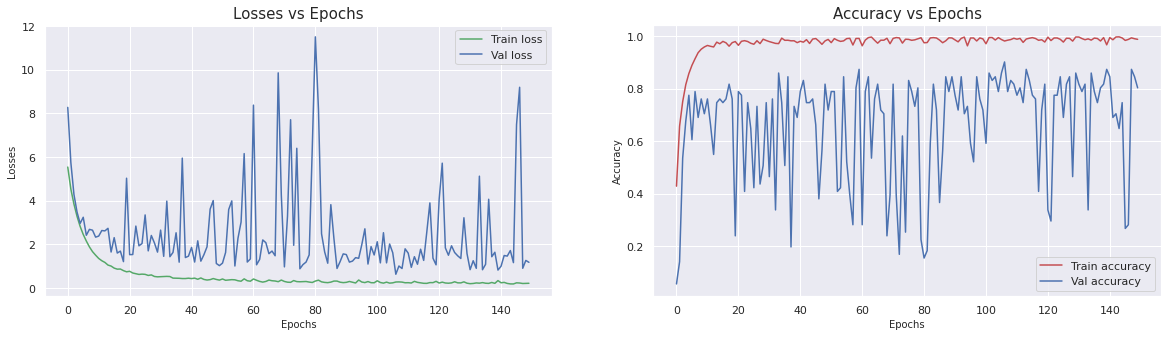 Losses vs Epochs
Train loss
Val loss
12
10
8
6
4
2
0
Losses
0 20 40 60 80 100 120 140
Epochs
Accuracy vs Epochs
1.0
0.8
0.6
0.4
0.2
Accuracy
Train accuracy
Val accuracy
0 20 40 60 80 100 120 140
Epochs